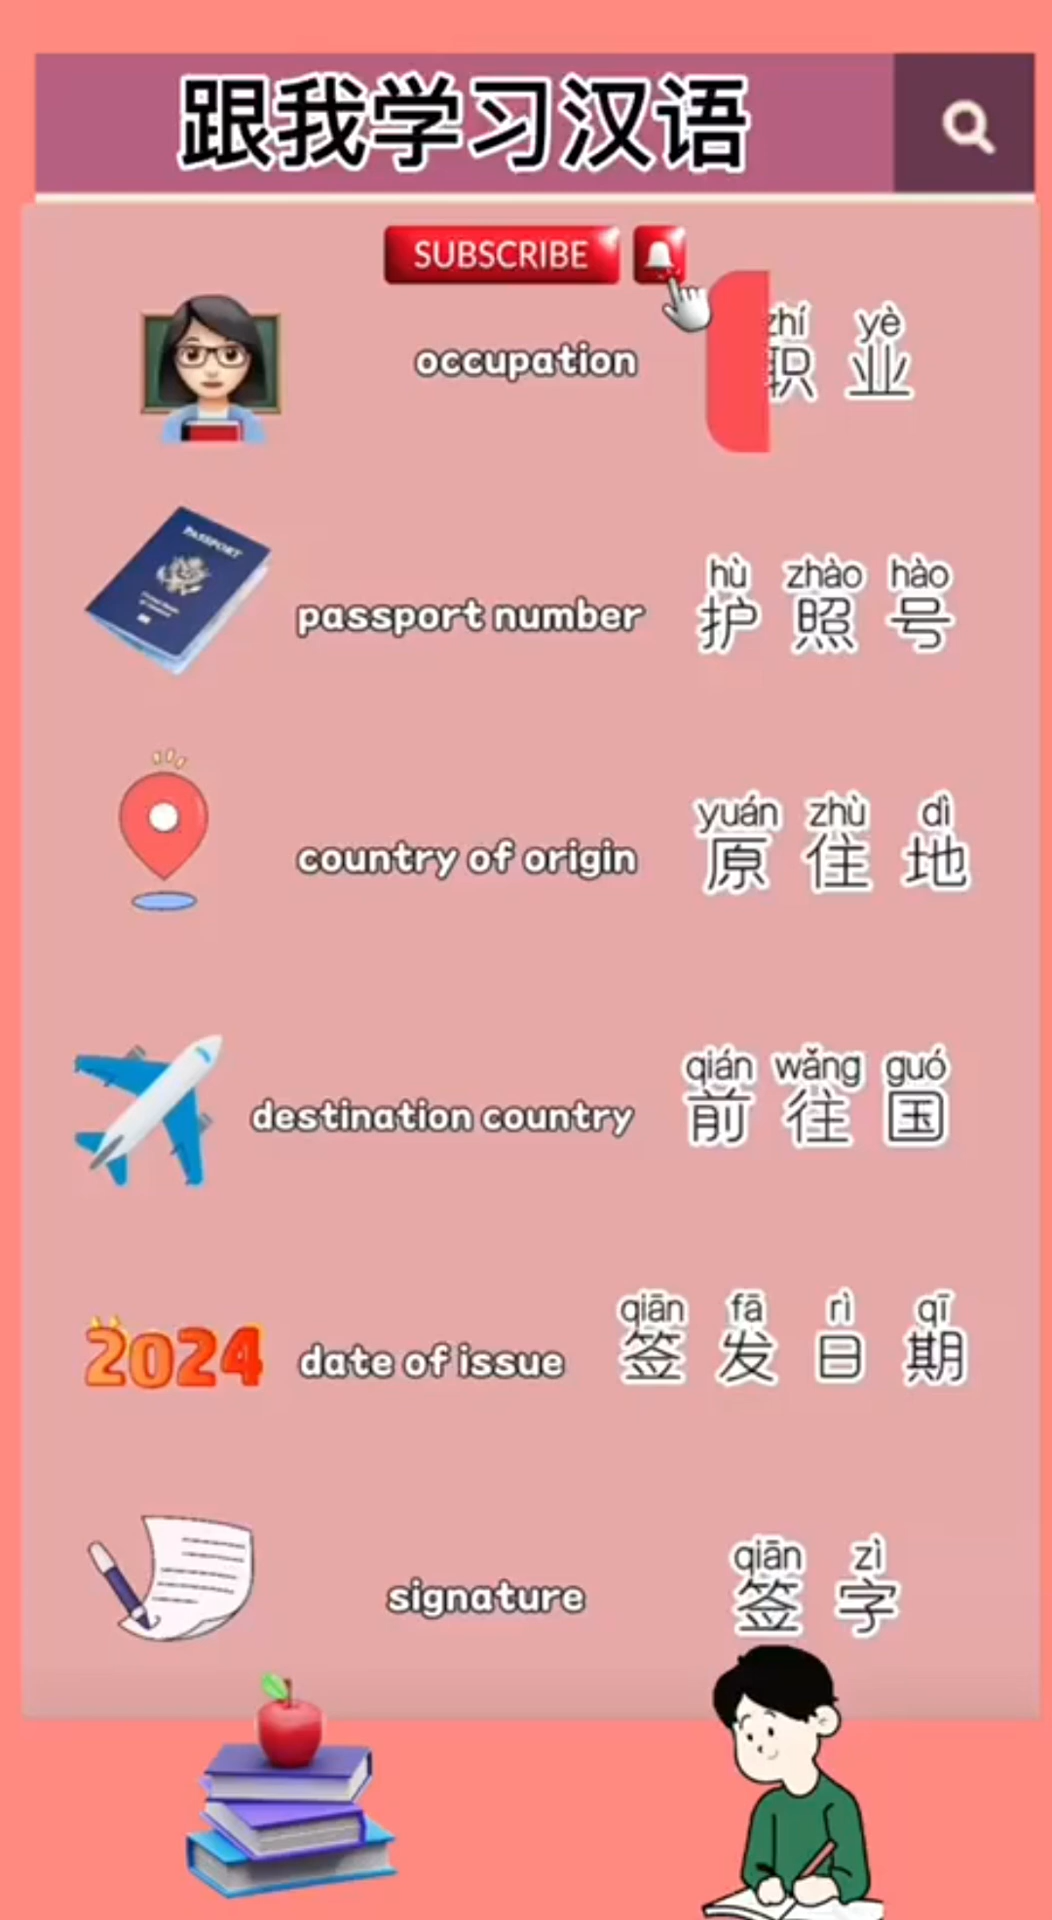 跟我学习汉语
SUBSCRIBE
zhí yè
occupation 职业
PASSPORT
hù zhào hào
passport number 护照号
yuán zhù dì
country of origin 原住地
qián wǎng guó
destination country 前往国
qiān fā rì qī
2024 date of issue 签发日期
qiān zì
signature 签字